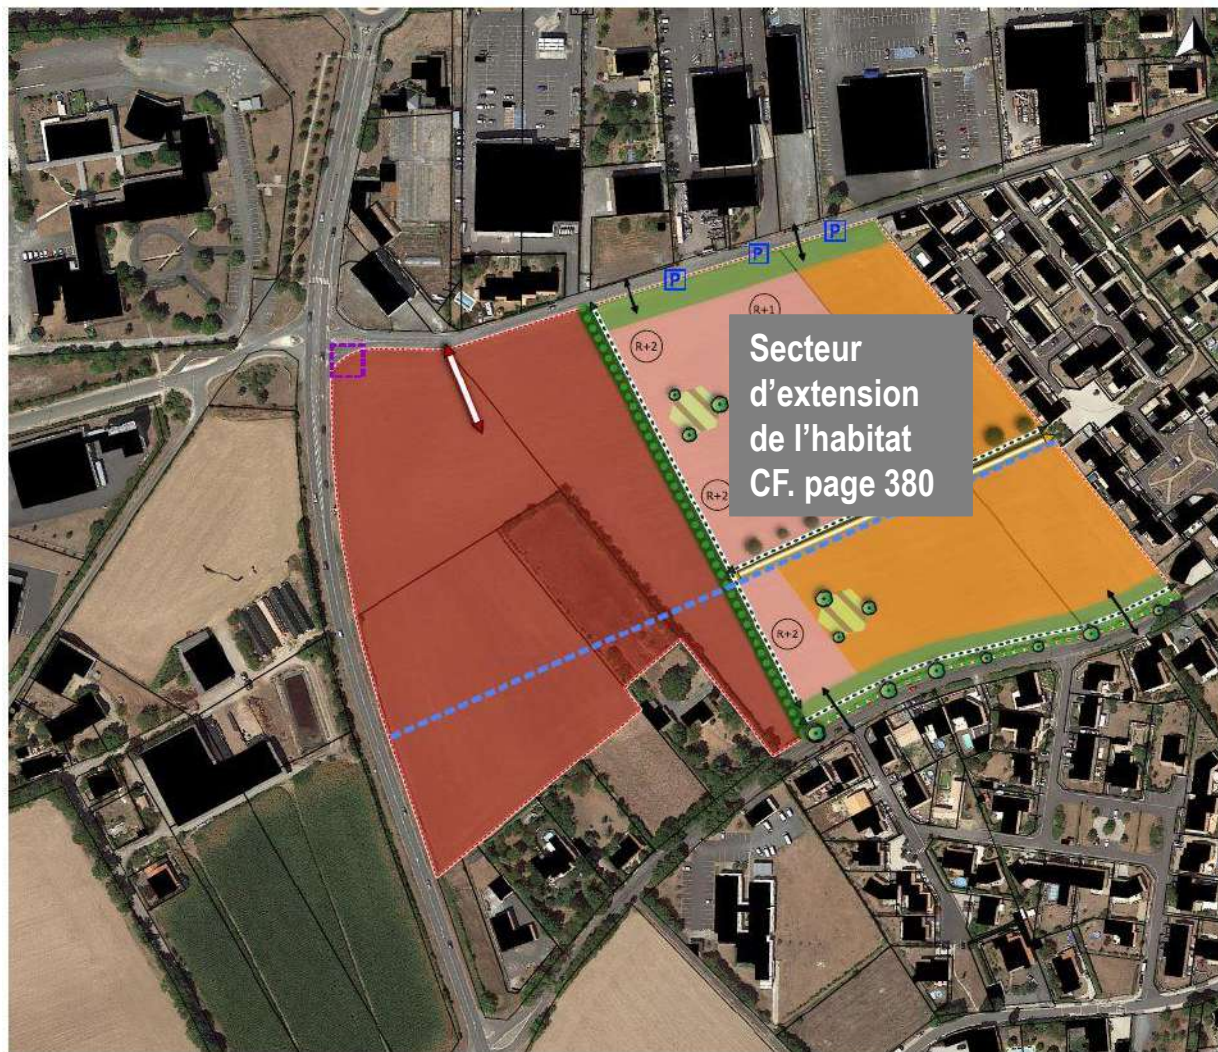 P
P
P
R+1
R+2
Secteur
d’extension
de l’habitat
CF. page 380
R+2
R+2